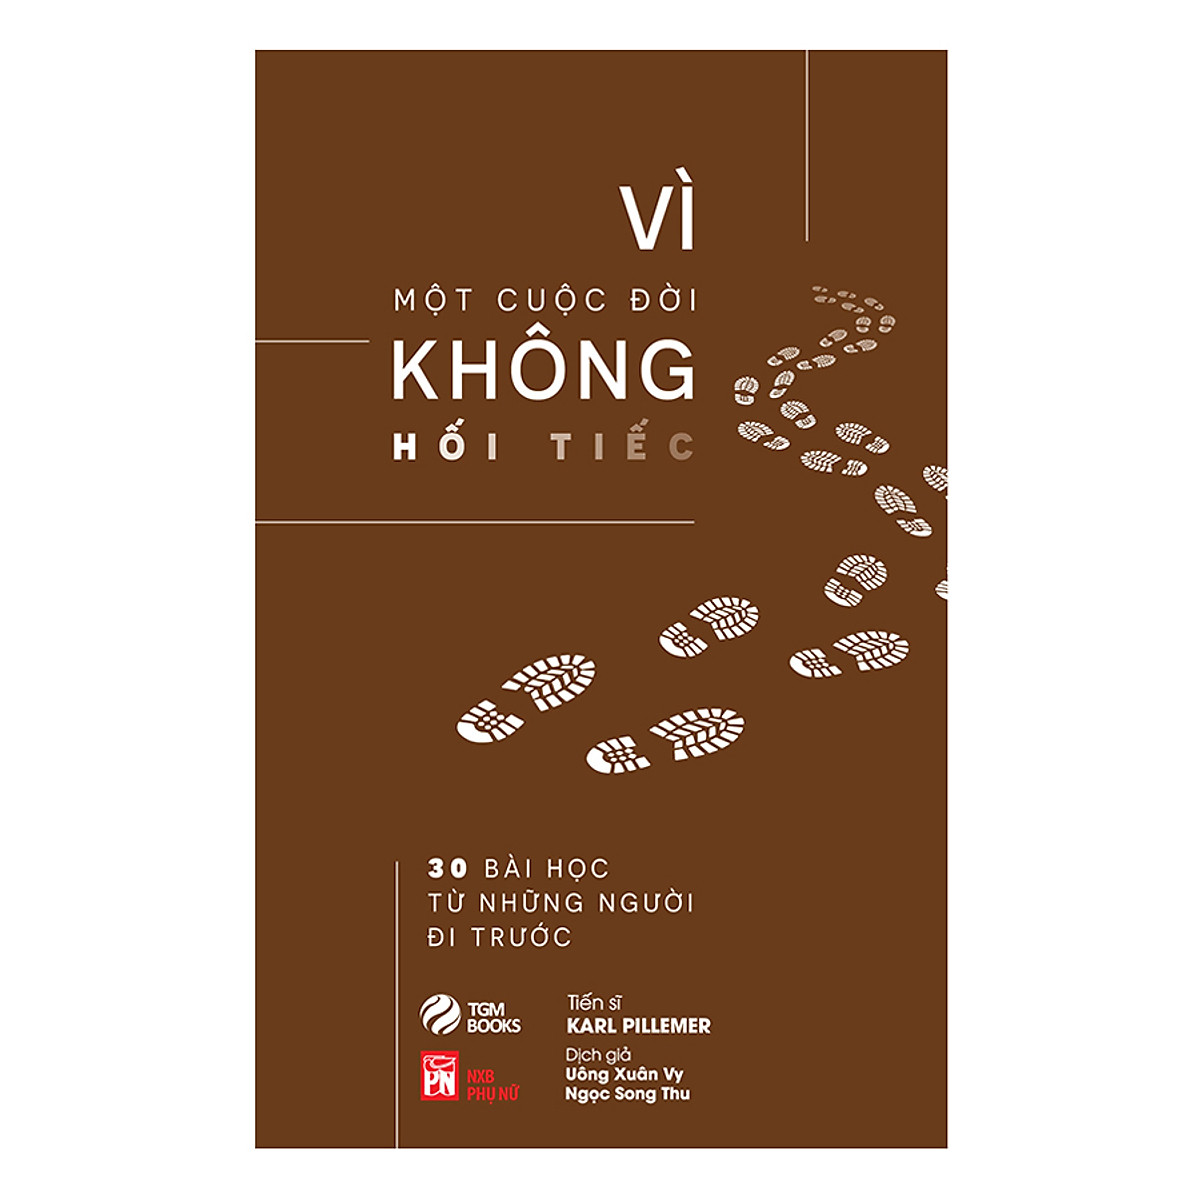 VÌ
MỘT CUỘC ĐỜI
KHÔNG
HỐI TIẾC
30 BÀI HỌC
TỪ NHỮNG NGƯỜI
ĐI TRƯỚC
TGM
BOOKS
Tiến sĩ
KARL PILLEMER
PN
NXB
PHỤ NỮ
Dịch giả
Uông Xuân Vy
Ngọc Song Thu